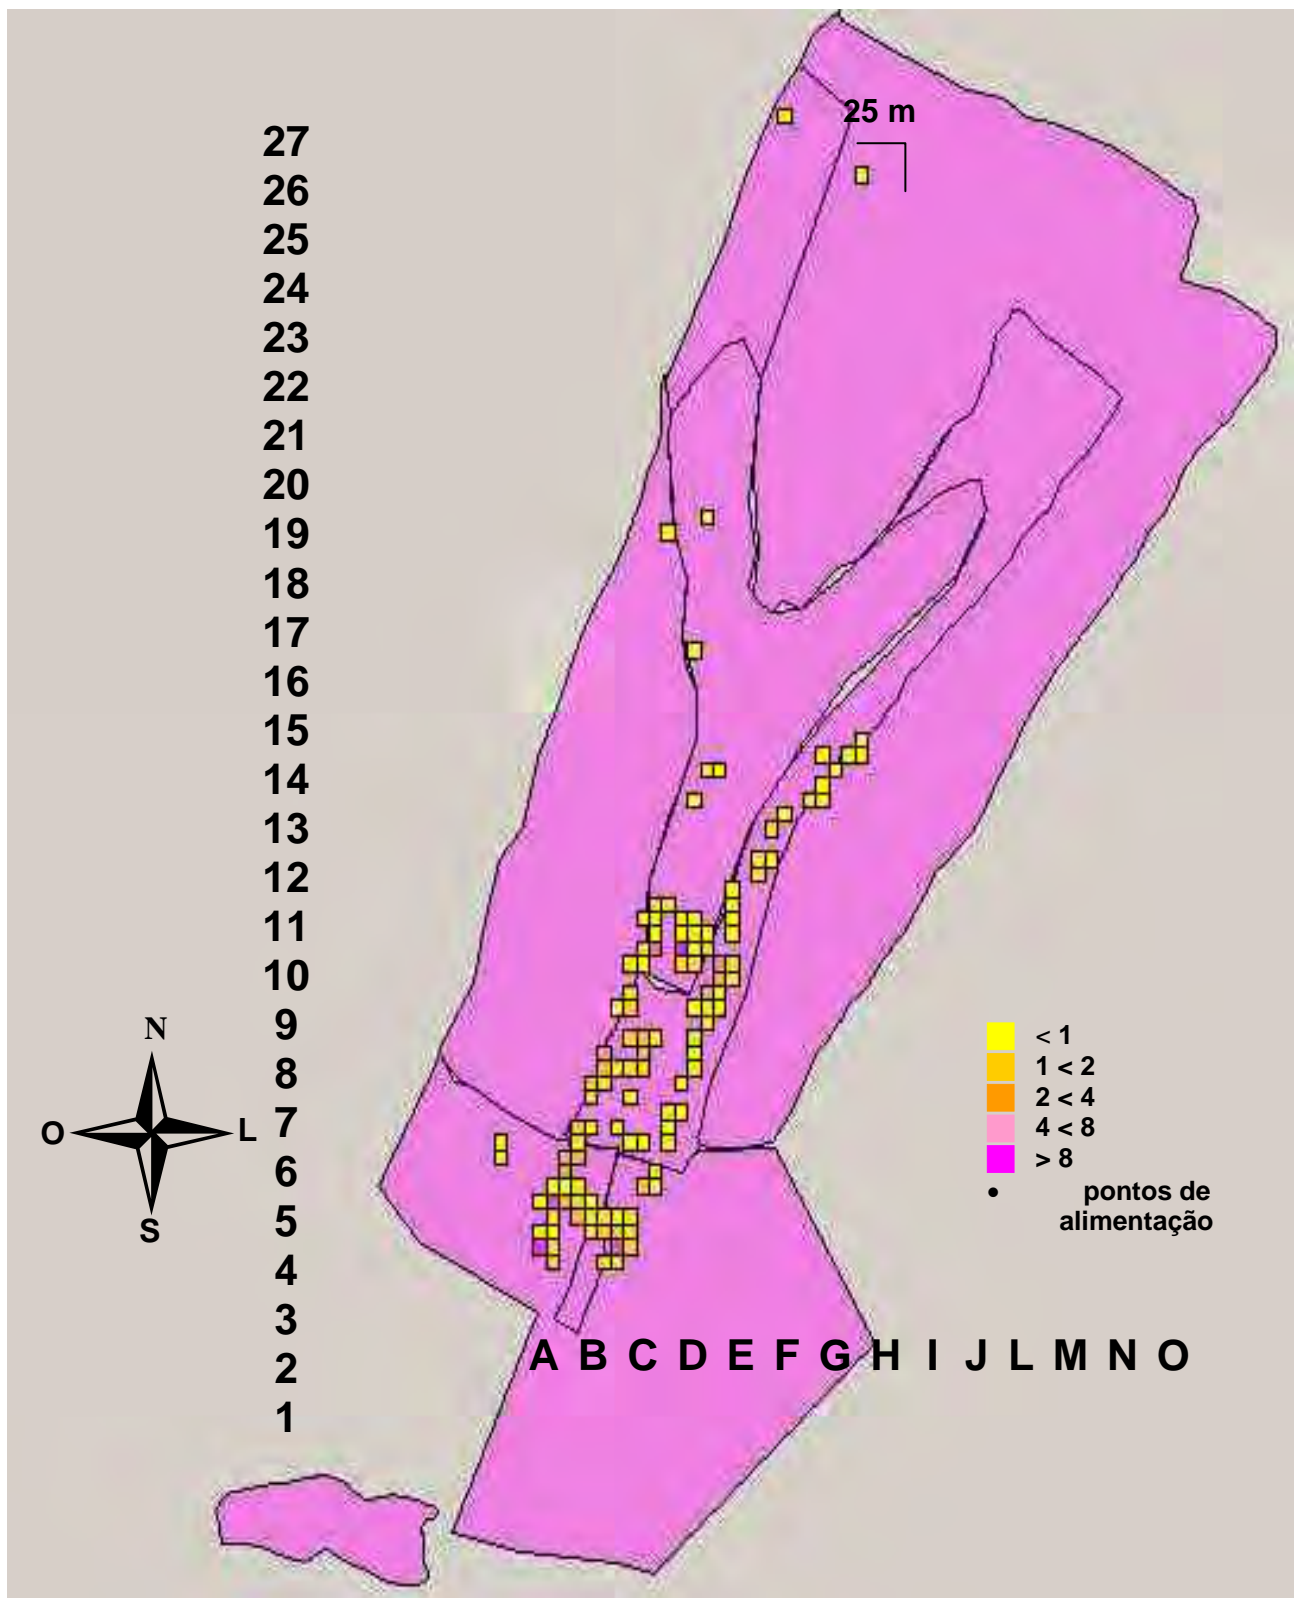 25 m
27
26
25
24
23
22
21
20
19
18
17
16
15
14
13
12
11
10
9
8
7
6
5
4
3
2
1
N
O
L
S
< 1
1 < 2
2 < 4
4 < 8
> 8
• pontos de
alimentação
A B C D E F G H I J L M N O